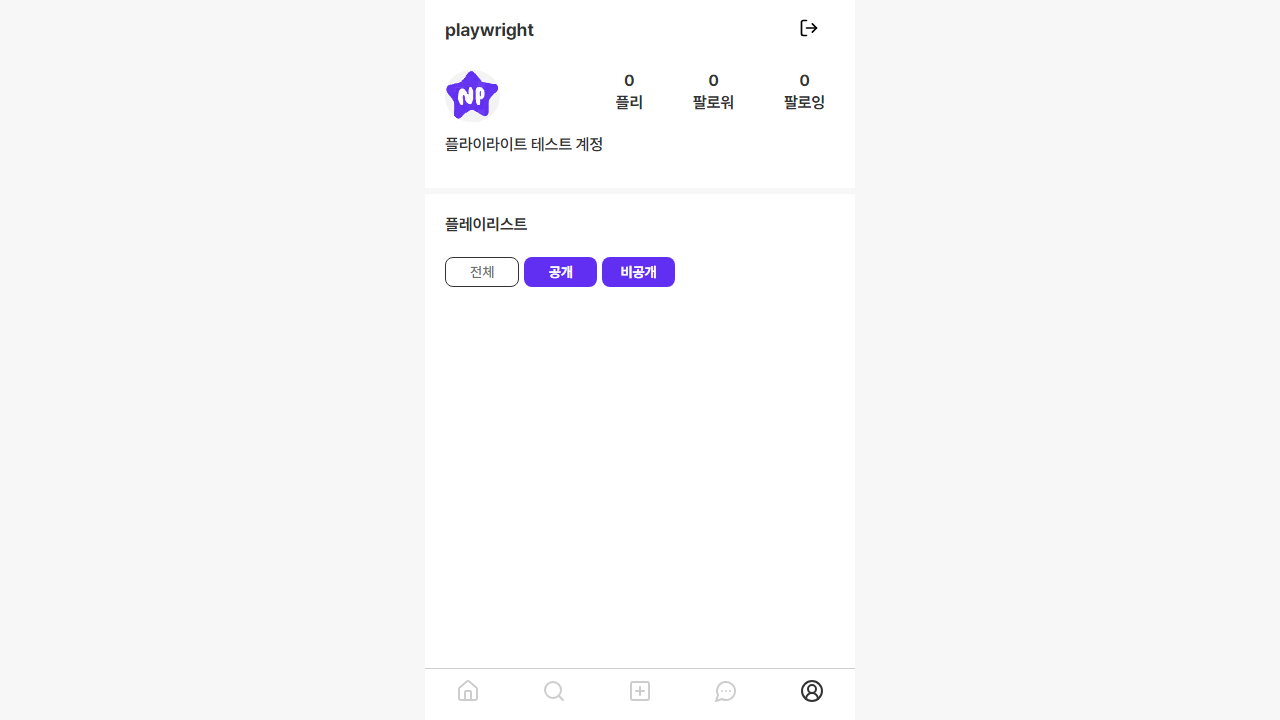 playwright
NP
0 0 0
플리 팔로워 팔로잉
플라이라이트 테스트 계정
플레이리스트
전체 공개 비공개